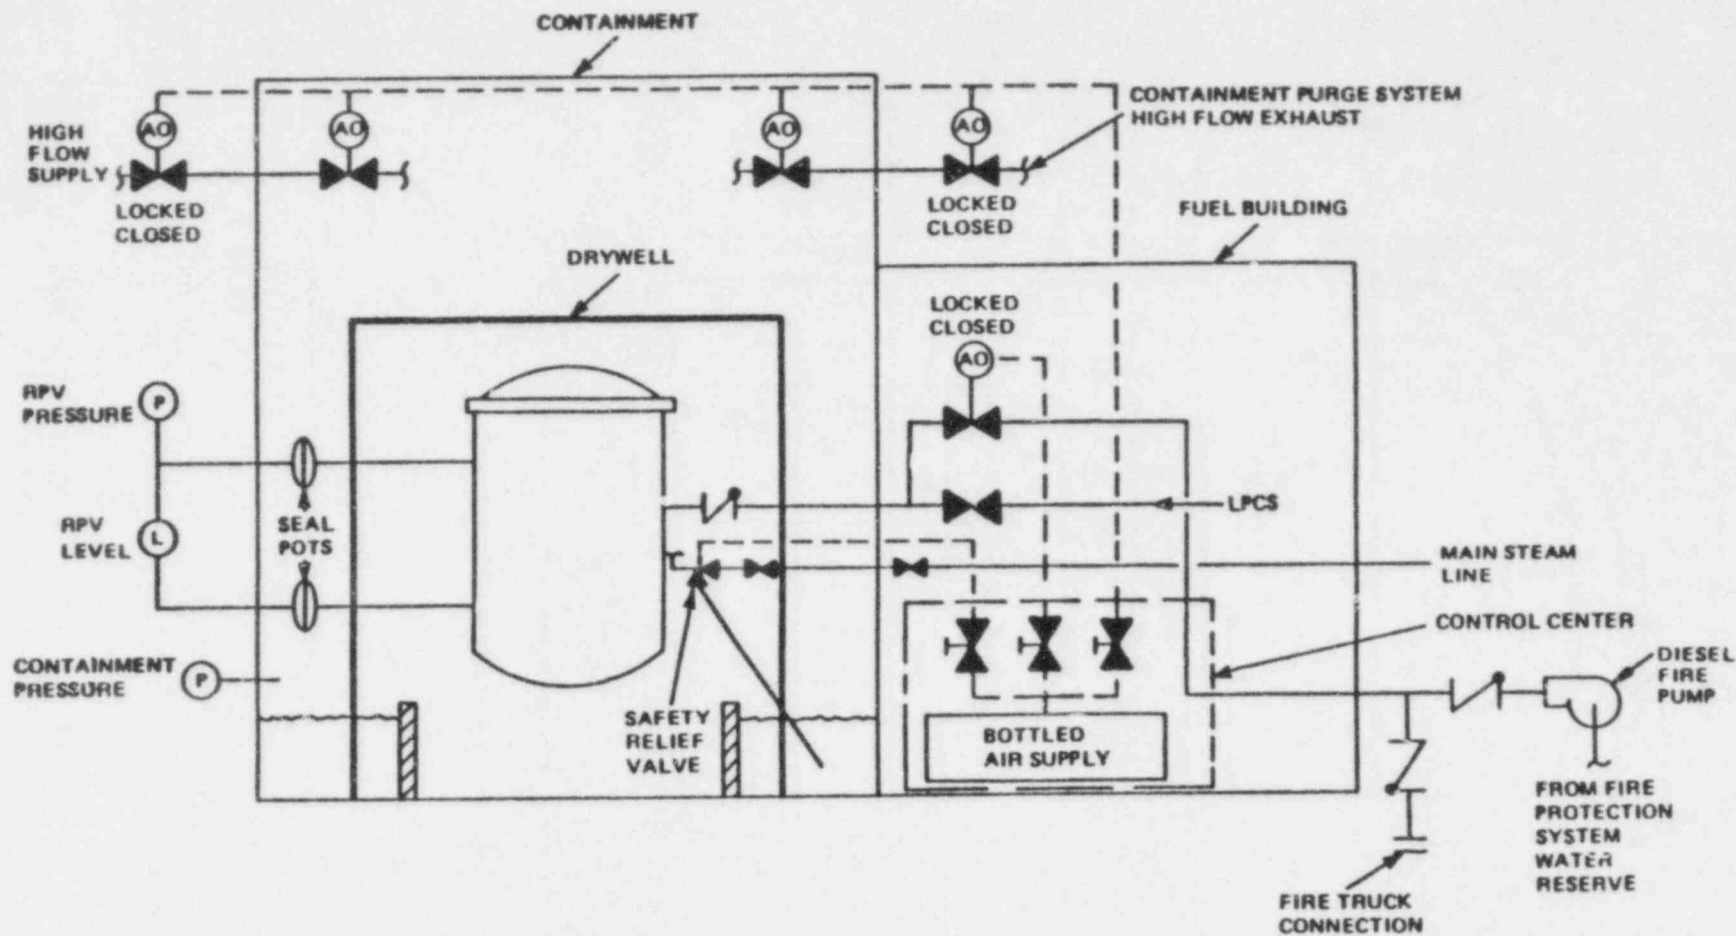 CONTAINMENT
CONTAINMENT PURGE SYSTEM
HIGH FLOW EXHAUST
HIGH
FLOW
SUPPLY
AO
AO
AO
AO
LOCKED
CLOSED
LOCKED
CLOSED
FUEL BUILDING
DRYWELL
LOCKED
CLOSED
AO
RPV
PRESSURE
P
RPV
LEVEL
L
SEAL
POTS
LPCS
MAIN STEAM
LINE
CONTROL CENTER
CONTAINMENT
PRESSURE
P
SAFETY
RELIEF
VALVE
BOTTLED
AIR SUPPLY
DIESEL
FIRE
PUMP
FROM FIRE
PROTECTION
SYSTEM
WATER
RESERVE
FIRE TRUCK
CONNECTION